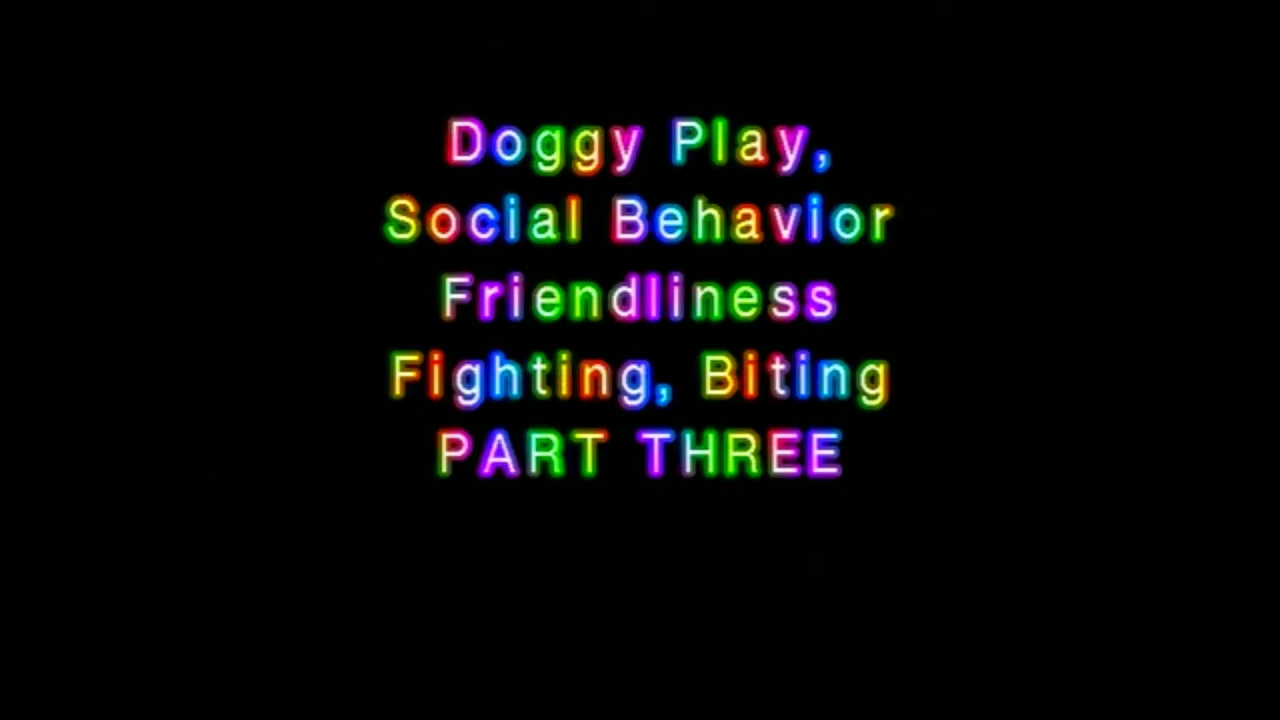 Doggy Play,
Social Behavior
Friendliness
Fighting, Biting
PART THREE